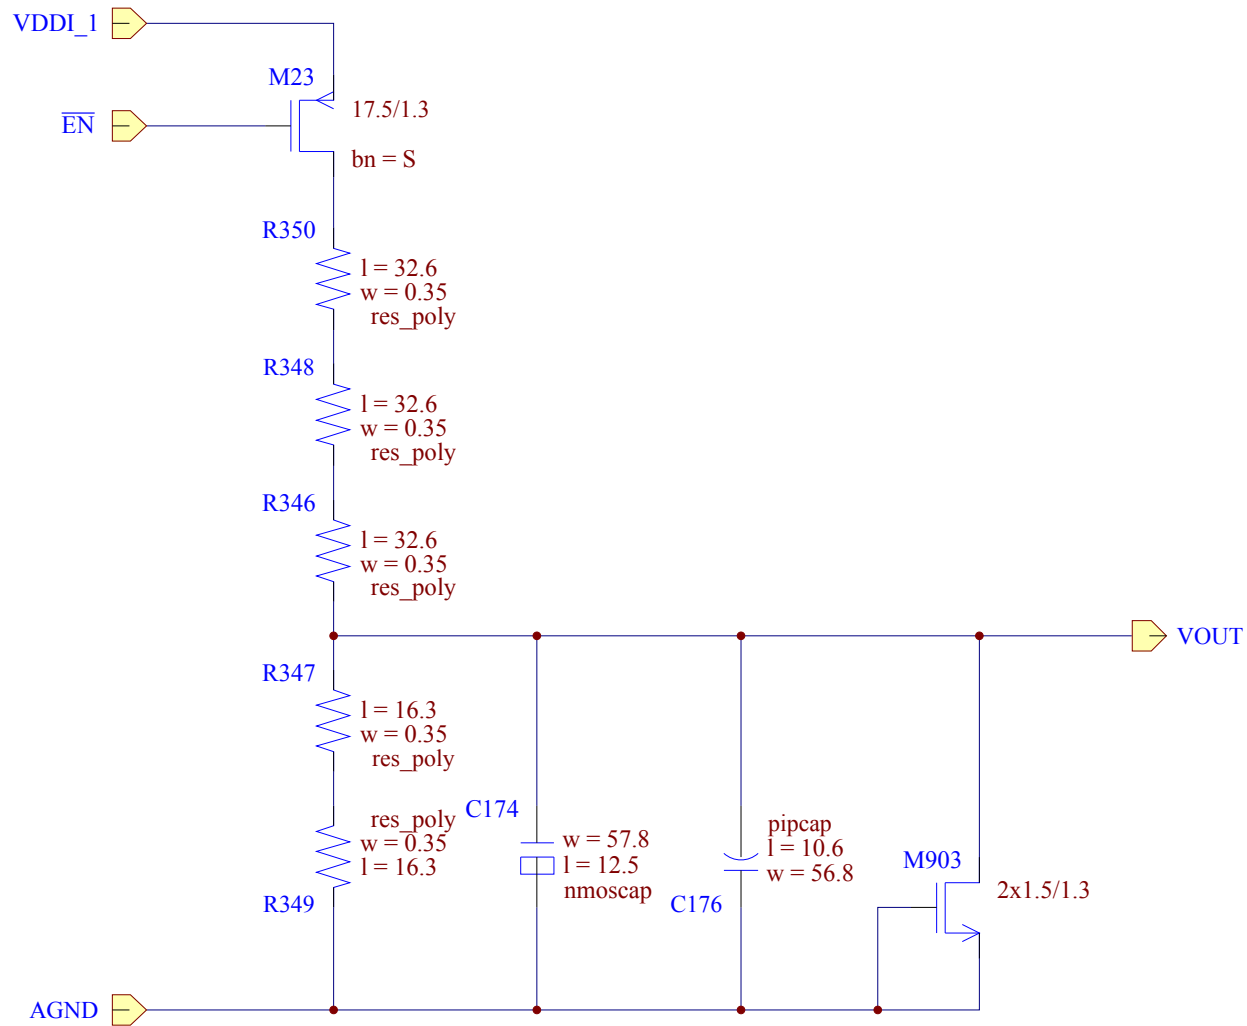 VDDI_1
M23
17.5/1.3
E̅N̅
bn = S
R350
l = 32.6
w = 0.35
res_poly
R348
l = 32.6
w = 0.35
res_poly
R346
l = 32.6
w = 0.35
res_poly
VOUT
R347
l = 16.3
w = 0.35
res_poly
res_poly
w = 0.35
l = 16.3
R349
C174
w = 57.8
l = 12.5
nmoscap
pipcap
l = 10.6
w = 56.8
C176
M903
2x1.5/1.3
AGND